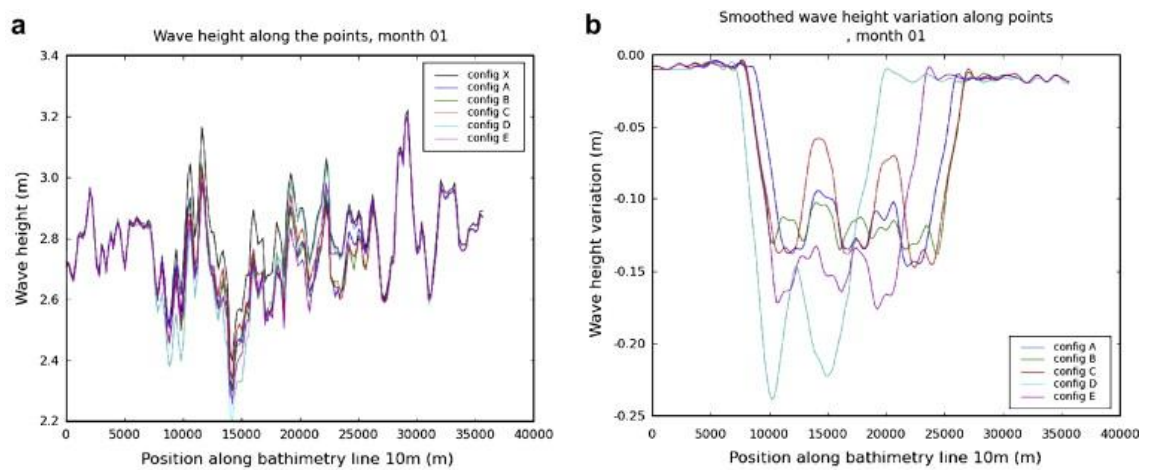 a
Wave height along the points, month 01
3.4
3.2
3.0
2.8
2.6
2.4
2.2
Wave height (m)
config X
config A
config B
config C
config D
config E
0 5000 10000 15000 20000 25000 30000 35000 40000
Position along bathimetry line 10m (m)
b
Smoothed wave height variation along points
, month 01
0.00
-0.05
-0.10
-0.15
-0.20
-0.25
Wave height variation (m)
config A
config B
config C
config D
config E
0 5000 10000 15000 20000 25000 30000 35000 40000
Position along bathimetry line 10m (m)